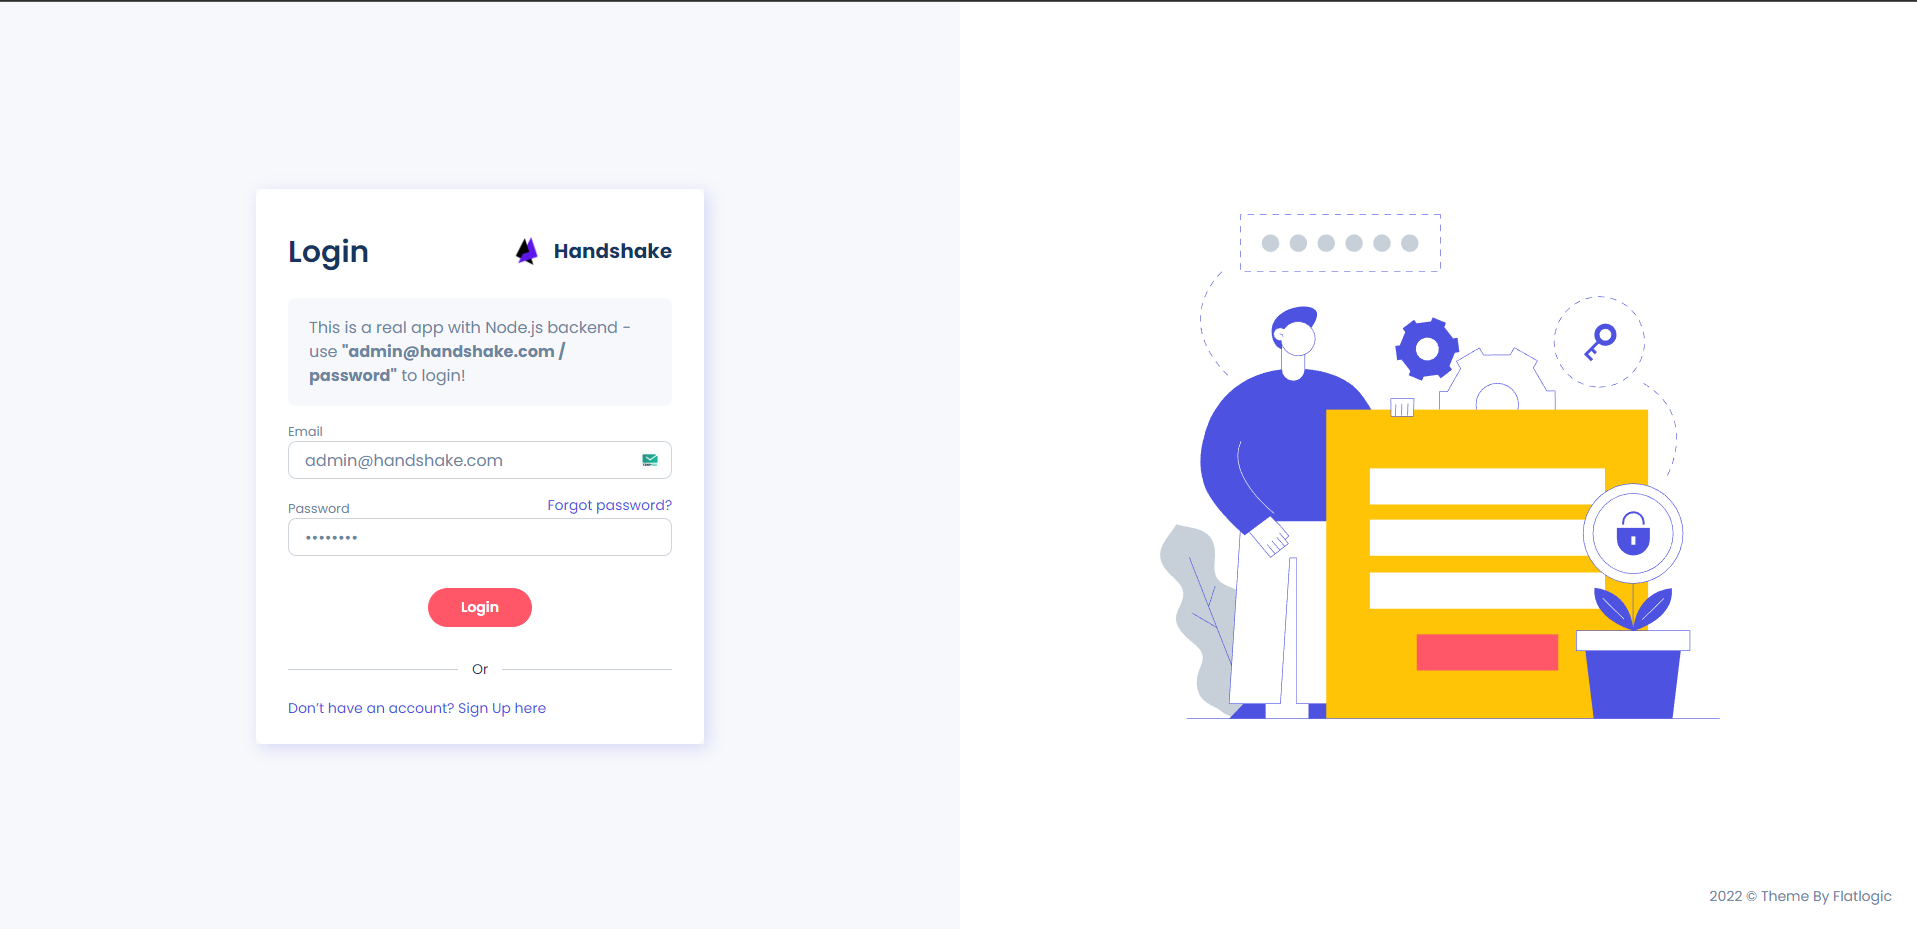 Login
Handshake
This is a real app with Node.js backend -
use "admin@handshake.com /
password" to login!
Email
admin@handshake.com
Password
Forgot password?
••••••••
Login
Or
Don’t have an account? Sign Up here
2022 © Theme By Flatlogic